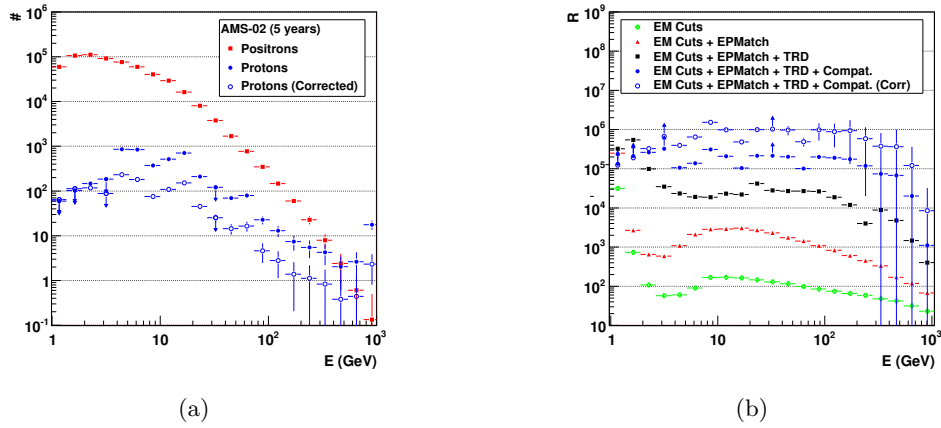 #
10^6
10^5
10^4
10^3
10^2
10
1
10^-1
AMS-02 (5 years)
Positrons
Protons
Protons (Corrected)
1 10 10^2 10^3
E (GeV)
(a)
R
10^9
10^8
10^7
10^6
10^5
10^4
10^3
10^2
10
EM Cuts
EM Cuts + EPMatch
EM Cuts + EPMatch + TRD
EM Cuts + EPMatch + TRD + Compat.
EM Cuts + EPMatch + TRD + Compat. (Corr)
1 10 10^2 10^3
E (GeV)
(b)